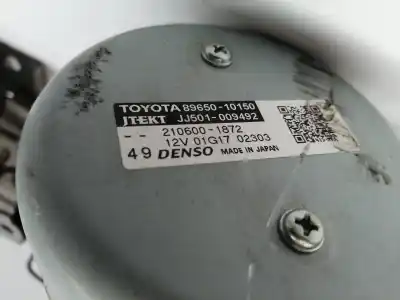 TOYOTA 89650-10150
JTEKT JJ501-009492
-- 210600-1872
12V 01G17 02303
49 DENSO MADE IN JAPAN